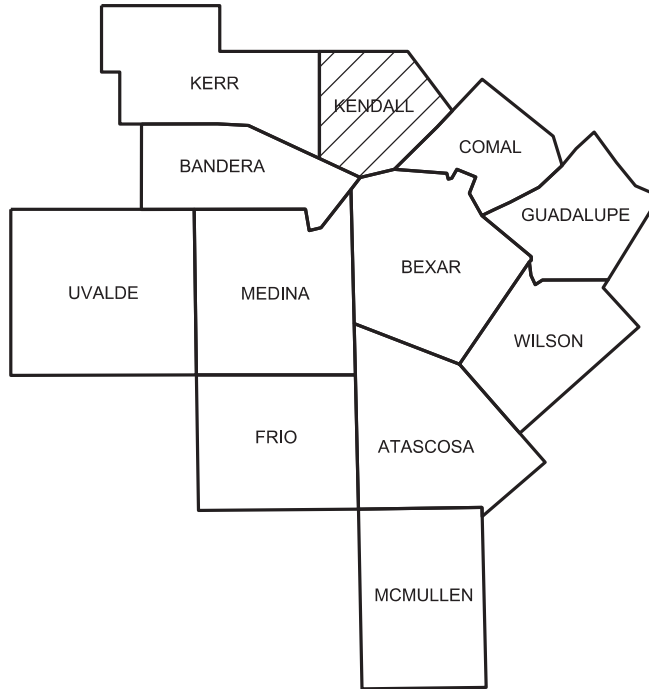 KERR
KENDALL
COMAL
BANDERA
GUADALUPE
BEXAR
UVALDE
MEDINA
WILSON
FRIO
ATASCOSA
MCMULLEN